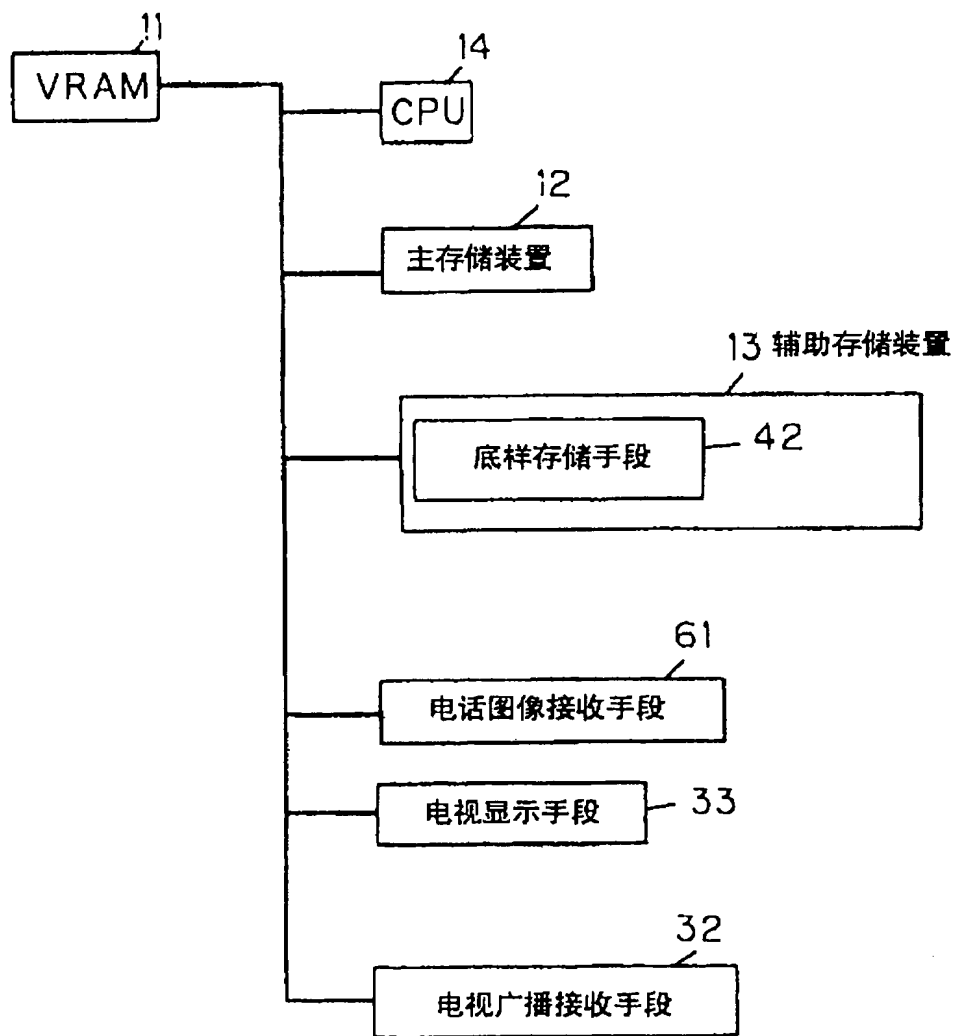 11
VRAM
14
CPU
12
主存储装置
13 辅助存储装置
底样存储手段
42
61
电话图像接收手段
电视显示手段
33
32
电视广播接收手段